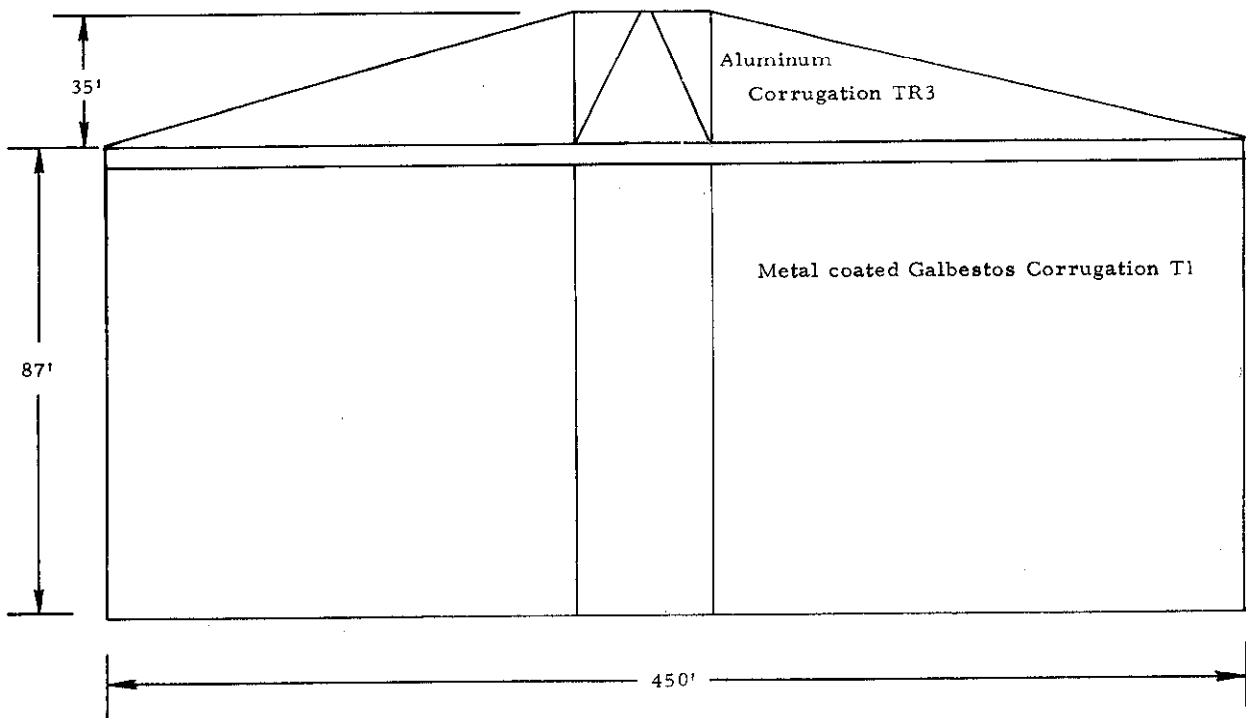 35'
Aluminum
Corrugation TR3
Metal coated Galbestos Corrugation T1
87'
450'